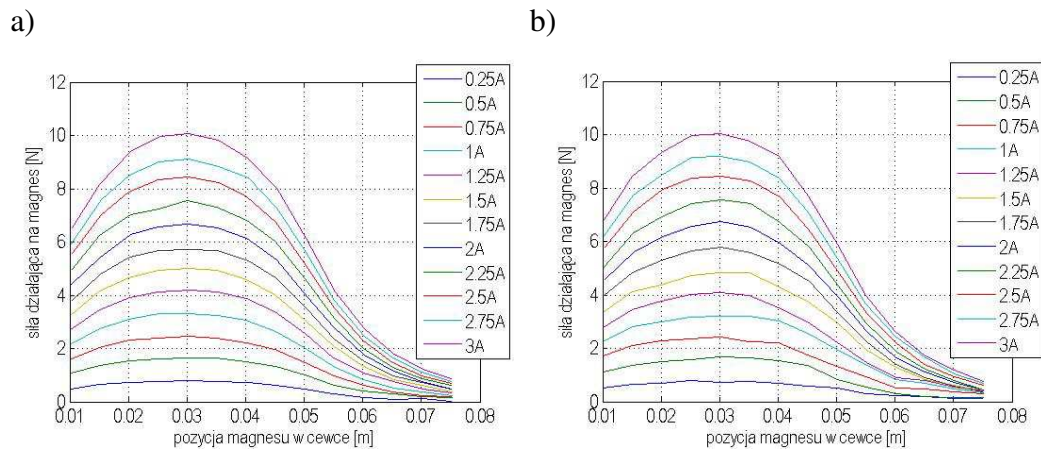 a)
b)
12
10
8
6
4
2
0
0.01 0.02 0.03 0.04 0.05 0.06 0.07 0.08
siła działająca na magnes [N]
pozycja magnesu w cewce [m]
0.25A
0.5A
0.75A
1A
1.25A
1.5A
1.75A
2A
2.25A
2.5A
2.75A
3A
12
10
8
6
4
2
0
0.01 0.02 0.03 0.04 0.05 0.06 0.07 0.08
siła działająca na magnes [N]
pozycja magnesu w cewce [m]
0.25A
0.5A
0.75A
1A
1.25A
1.5A
1.75A
2A
2.25A
2.5A
2.75A
3A